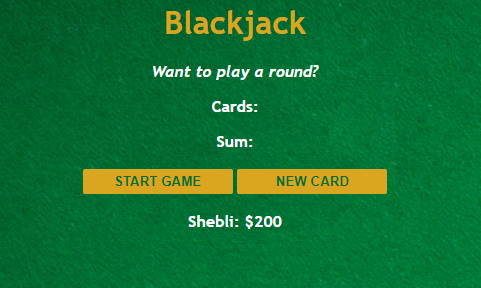 Blackjack
Want to play a round?
Cards:
Sum:
START GAME NEW CARD
Shebli: $200